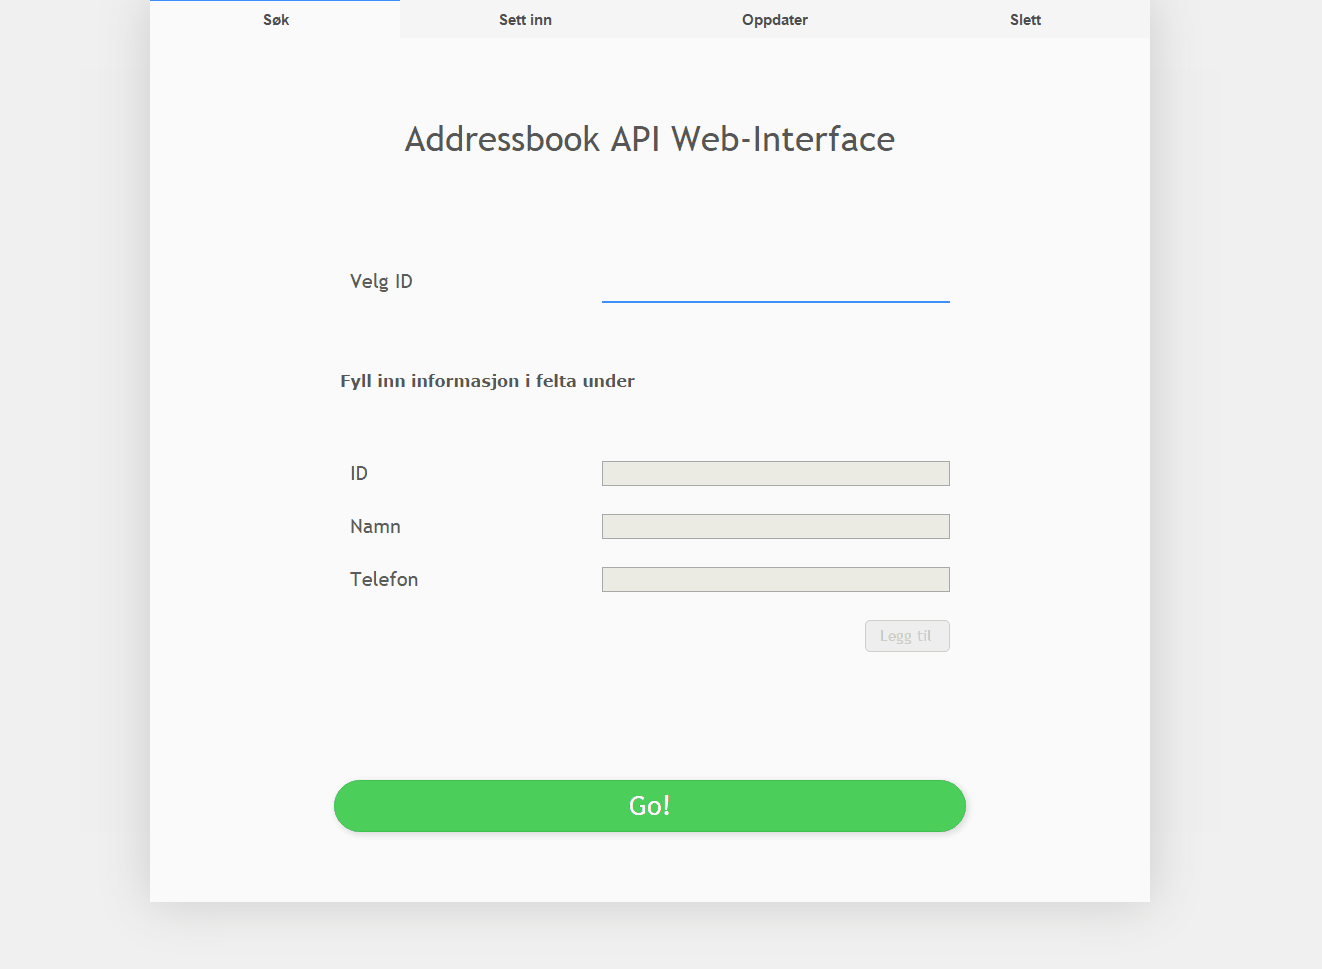 Søk Sett inn Oppdater Slett
Addressbook API Web-Interface
Velg ID
Fyll inn informasjon i felta under
ID
Namn
Telefon
Legg til
Go!